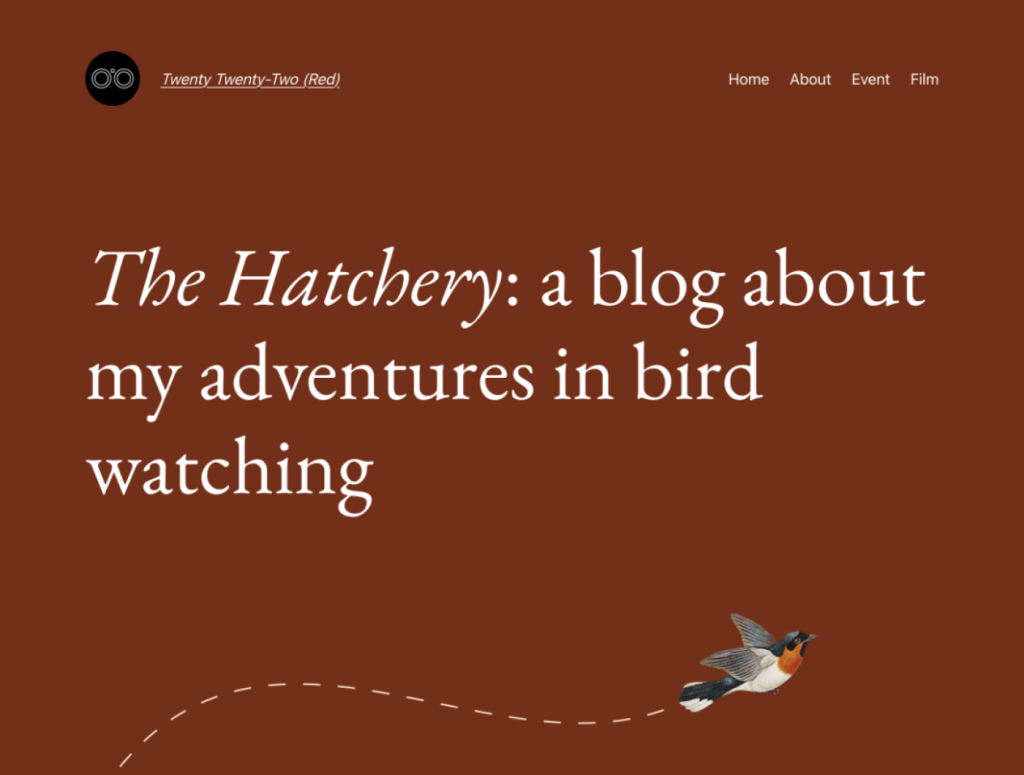 Twenty Twenty-Two (Red)
Home About Event Film
The Hatchery: a blog about
my adventures in bird
watching